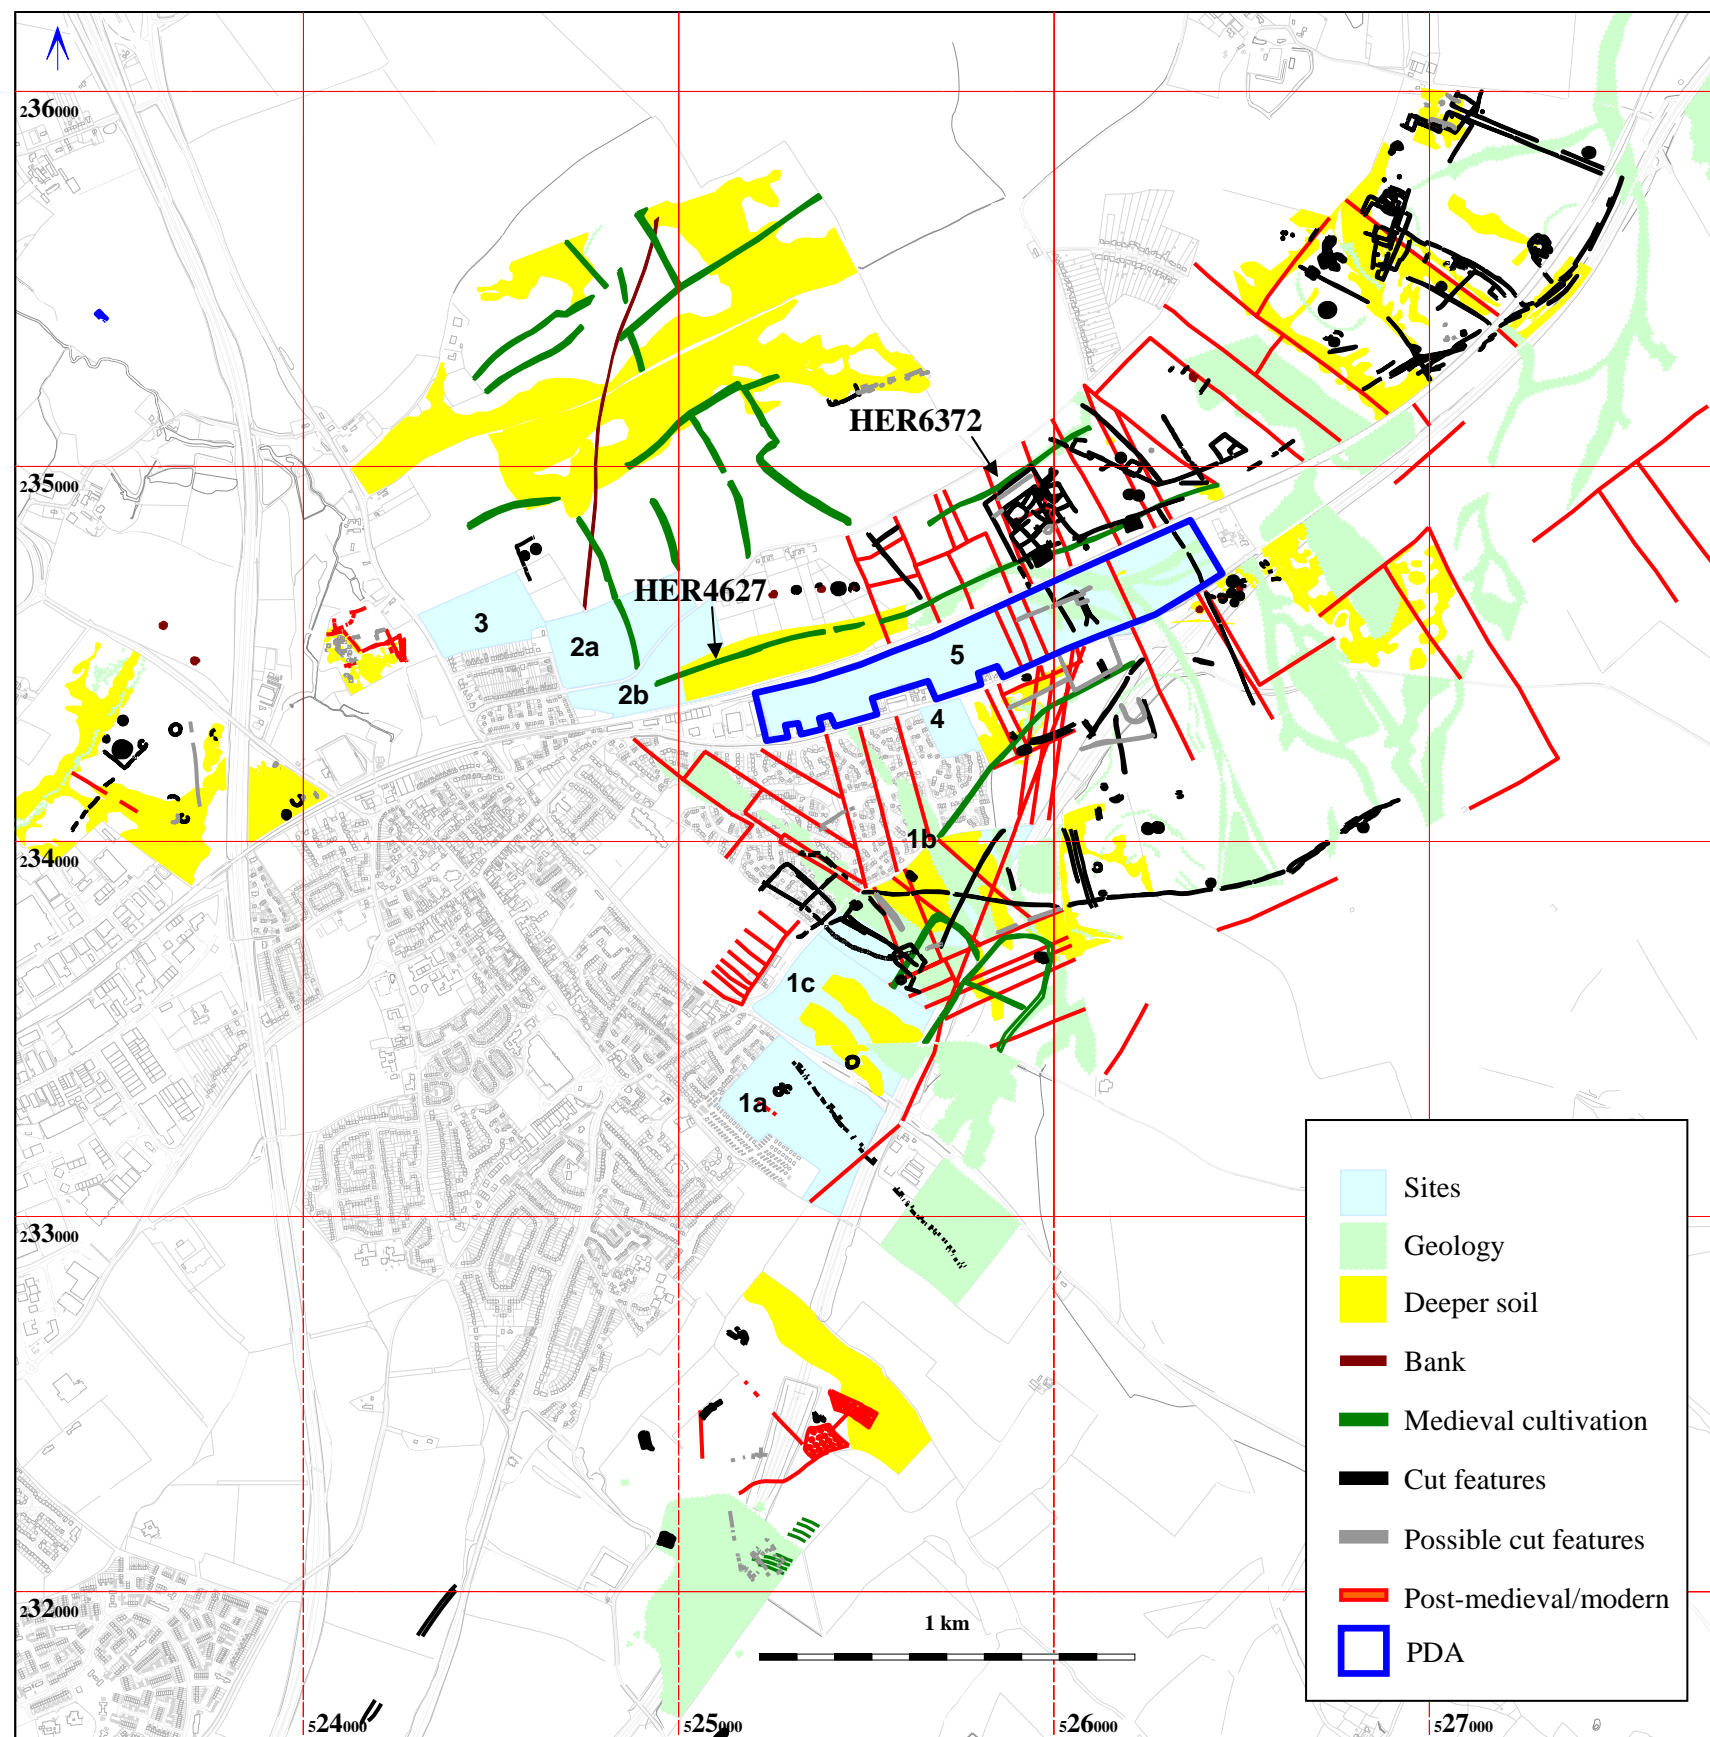 236000
HER6372
235000
HER4627
3
2a
5
2b
4
234000
1b
1c
1a
Sites
233000
Geology
Deeper soil
Bank
Medieval cultivation
Cut features
Possible cut features
232000
Post-medieval/modern
1 km
PDA
524000
525000
526000
527000